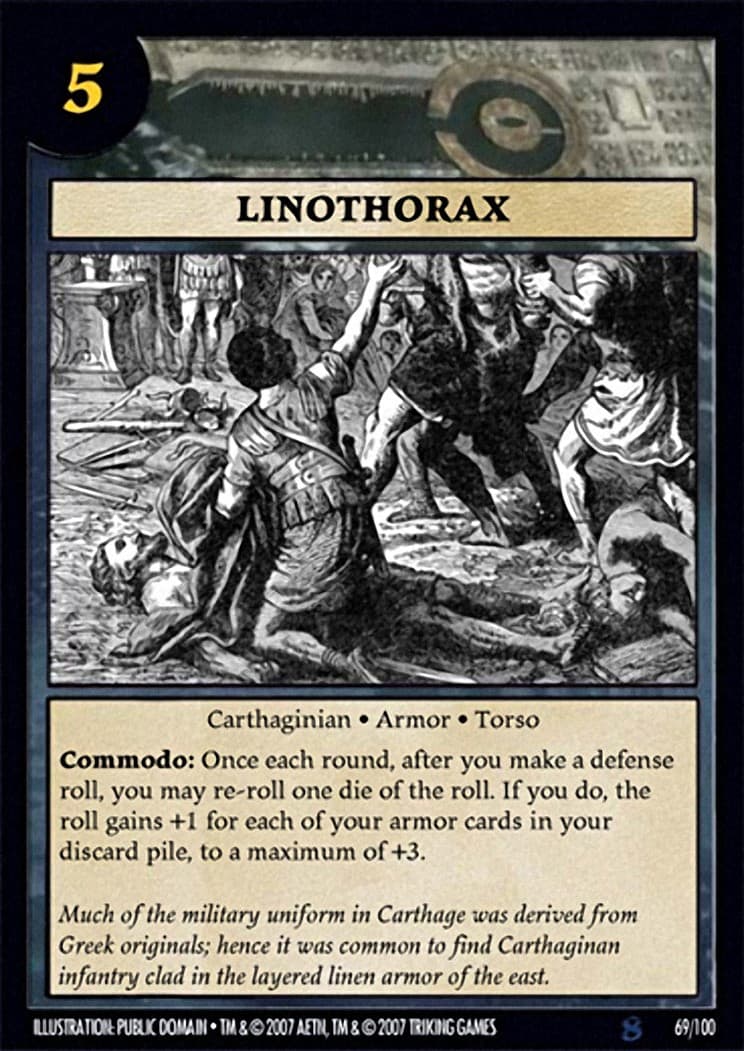 5
LINOTHORAX
Carthaginian • Armor • Torso
Commodo: Once each round, after you make a defense
roll, you may re-roll one die of the roll. If you do, the
roll gains +1 for each of your armor cards in your
discard pile, to a maximum of +3.
Much of the military uniform in Carthage was derived from
Greek originals; hence it was common to find Carthaginan
infantry clad in the layered linen armor of the east.
ILLUSTRATION: PUBLIC DOMAIN • TM & © 2007 AETN, TM & © 2007 TRIKING GAMES
69/100